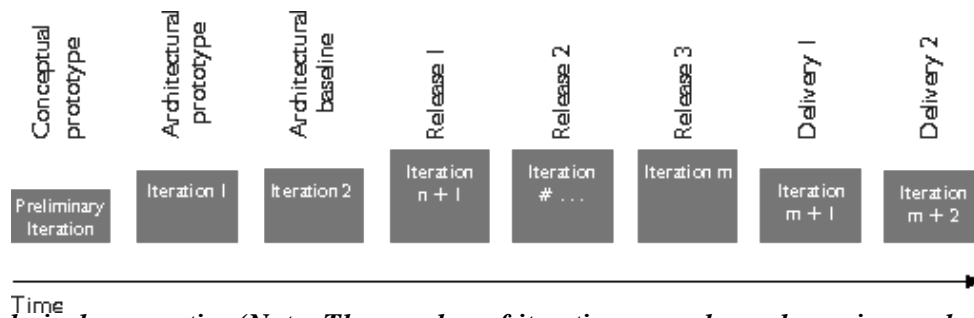 Conceptual
prototype
Architectural
prototype
Architectural
baseline
Release 1
Release 2
Release 3
Delivery 1
Delivery 2
Preliminary
Iteration
Iteration 1
Iteration 2
Iteration
n + 1
Iteration
# ...
Iteration m
Iteration
m + 1
Iteration
m + 2
Time